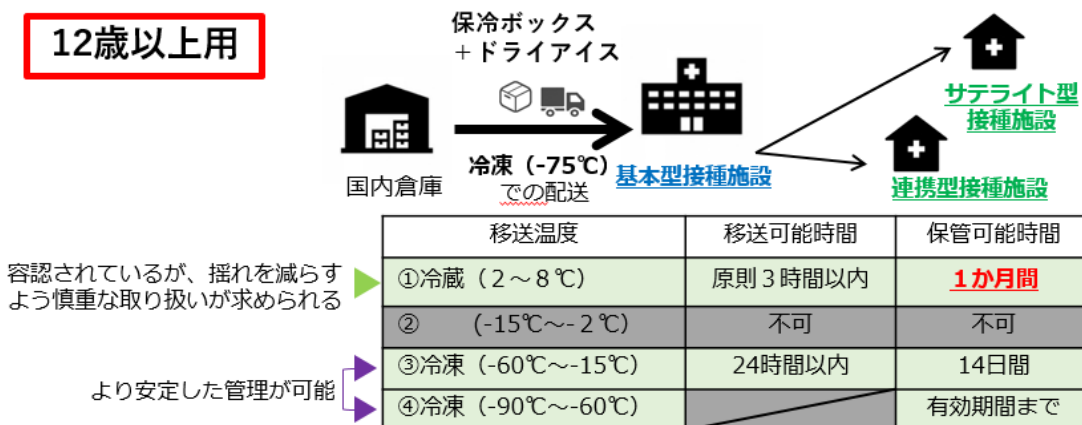 12歳以上用
保冷ボックス
＋ドライアイス
国内倉庫
冷凍（-75℃）
での配送
基本型接種施設
サテライト型
接種施設
連携型接種施設
移送温度 移送可能時間 保管可能時間
容認されているが、揺れを減らす
よう慎重な取り扱いが求められる
①冷蔵（２～８℃） 原則３時間以内 １か月間
② (-15℃～-２℃） 不可 不可
③冷凍（-60℃～-15℃） 24時間以内 14日間
より安定した管理が可能
④冷凍（-90℃～-60℃） 有効期間まで